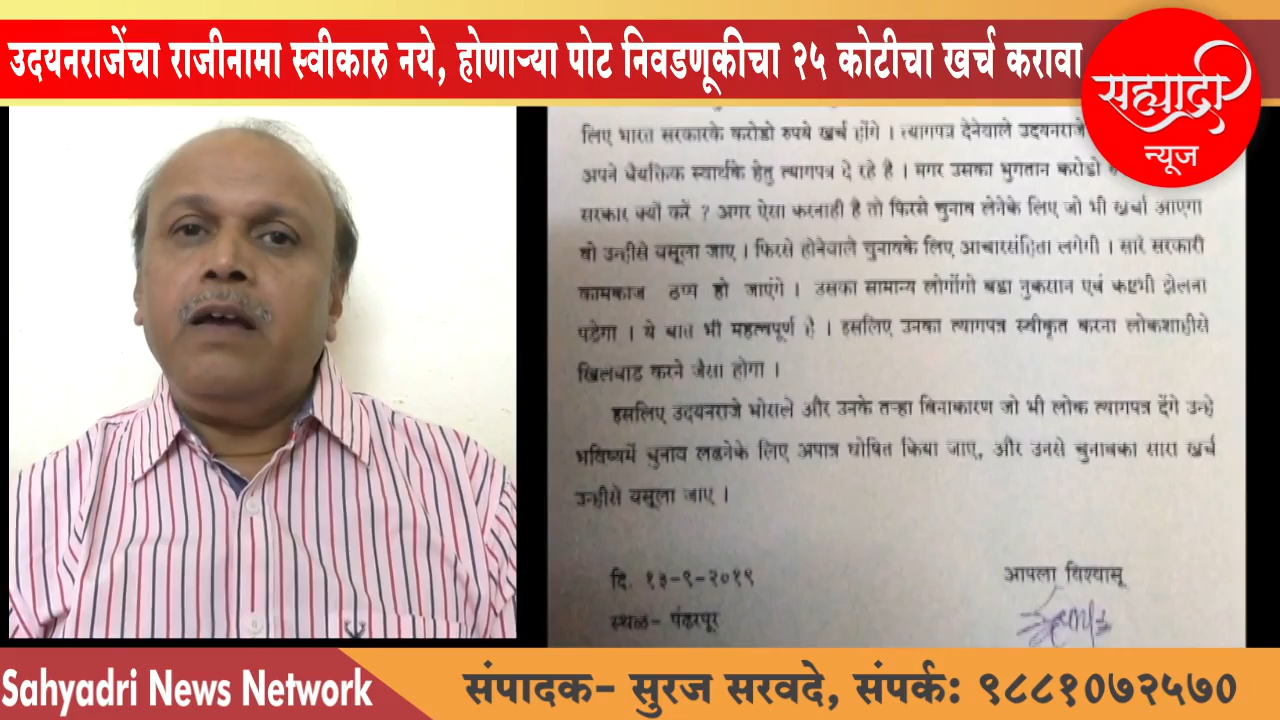 उदयनराजेंचा राजीनामा स्वीकारु नये, होणाऱ्या पोट निवडणूकीचा २५ कोटीचा खर्च करावा
सह्याद्री
न्यूज
लिए भारत सरकारके करोडो रुपये खर्च होंगे । त्यागपत्र देनेवाले उदयनराजे
अपने वैयक्तिक स्वार्थके हेतु त्यागपत्र दे रहे है । मगर उसका भुगतान करोडो
सरकार क्यों करें ? अगर ऐसा करनाही है तो फिरसे चुनाव लेनेके लिए जो भी खर्चा आएगा
वो उन्हीसे वसूला जाए । फिरसे होनेवाले चुनावके लिए आचारसंहिता लगेगी । सारे सरकारी
कामकाज ठप्प हो जाएंगे । उसका सामान्य लोगोंगो बडा नुकसान एवं कष्टभी झेलना
पडेगा । ये बात भी महत्वपूर्ण है । इसलिए उनका त्यागपत्र स्वीकृत करना लोकशाहीसे
खिलवाड करने जैसा होगा ।
इसलिए उदयनराजे भोसले और उनके तऱ्हा बिनाकारण जो भी लोक त्यागपत्र देंगे उन्हे
भविष्यमें चुनाव लढनेके लिए अपात्र घोषित किया जाए, और उनसे चुनावका सारा खर्च
उन्हीसे वसूला जाए ।
दि. १३-९-२०१९
आपला विश्वासू
स्थळ- पंढरपूर
Sahyadri News Network
संपादक- सुरज सरवदे, संपर्क: ९८८१०७२५७०